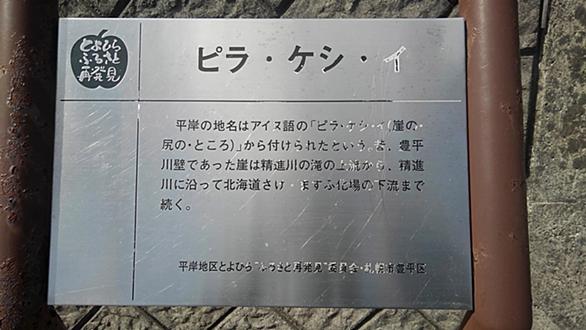 とよひら
ふるさと
再発見
ピラ・ケシ・イ
平岸の地名はアイヌ語の「ピラ・ケシ・イ(崖の・
尻の・ところ)」から付けられたという。昔、豊平
川壁であった崖は精進川の滝の上流から、精進
川に沿って北海道さけ・ますふ化場の下流まで
続く。
平岸地区とよひら"ふるさと再発見"委員会・札幌市豊平区